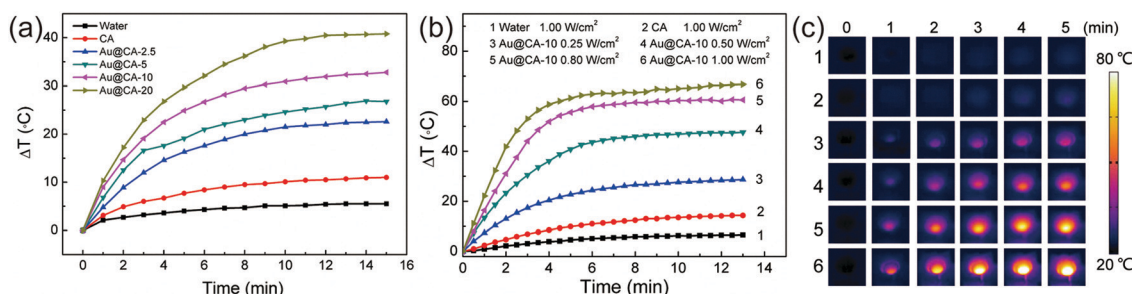 (a)
Water
CA
Au@CA-2.5
Au@CA-5
Au@CA-10
Au@CA-20
ΔT (°C)
40
30
20
10
0
0 2 4 6 8 10 12 14 16
Time (min)
(b)
1 Water 1.00 W/cm² 2 CA 1.00 W/cm²
3 Au@CA-10 0.25 W/cm² 4 Au@CA-10 0.50 W/cm²
5 Au@CA-10 0.80 W/cm² 6 Au@CA-10 1.00 W/cm²
ΔT (°C)
80
60
40
20
0
6
5
4
3
2
1
0 2 4 6 8 10 12 14
Time (min)
(c)
0 1 2 3 4 5 (min)
1
2
3
4
5
6
80 ℃
20 ℃